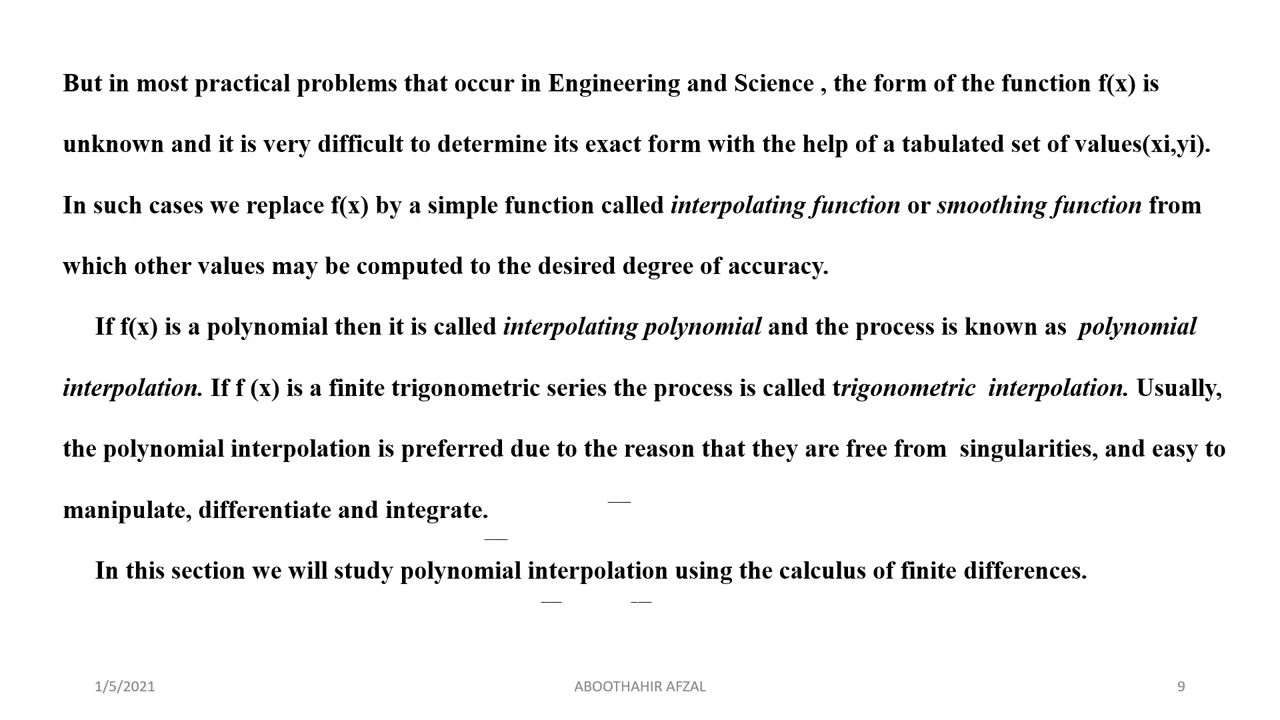 But in most practical problems that occur in Engineering and Science , the form of the function f(x) is
unknown and it is very difficult to determine its exact form with the help of a tabulated set of values(xi,yi).
In such cases we replace f(x) by a simple function called interpolating function or smoothing function from
which other values may be computed to the desired degree of accuracy.
If f(x) is a polynomial then it is called interpolating polynomial and the process is known as polynomial
interpolation. If f (x) is a finite trigonometric series the process is called trigonometric interpolation. Usually,
the polynomial interpolation is preferred due to the reason that they are free from singularities, and easy to
manipulate, differentiate and integrate.
In this section we will study polynomial interpolation using the calculus of finite differences.
1/5/2021 ABOOTHAHIR AFZAL 9